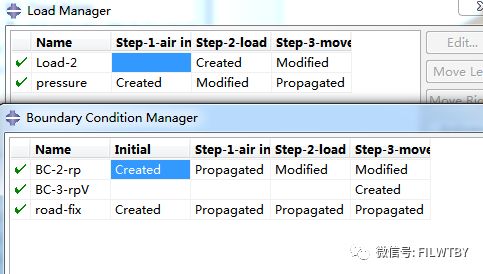 Load Manager
Name Step-1-air in Step-2-load Step-3-move
Edit...
Load-2 Created Modified
Move Le
pressure Created Modified Propagated
Move Rig
Boundary Condition Manager
Name Initial Step-1-air in Step-2-load Step-3-move
BC-2-rp Created Propagated Modified Modified
BC-3-rpV Created
road-fix Created Propagated Propagated Propagated
微信号: FILWTBY